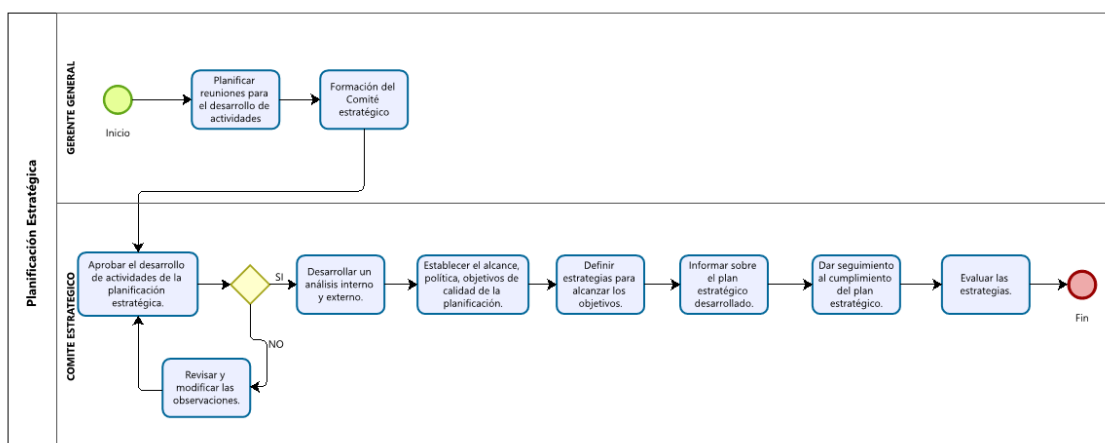 Planificación Estratégica
GERENTE GENERAL
Inicio
Planificar
reuniones para
el desarrollo de
actividades
Formación del
Comité
estratégico
COMITE ESTRATEGICO
Aprobar el desarrollo
de actividades de la
planificación
estratégica.
SI
NO
Revisar y
modificar las
observaciones.
Desarrollar un
análisis interno
y externo.
Establecer el alcance,
política, objetivos de
calidad de la
planificación.
Definir
estrategias para
alcanzar los
objetivos.
Informar sobre
el plan
estratégico
desarrollado.
Dar seguimiento
al cumplimiento
del plan
estratégico.
Evaluar las
estrategias.
Fin